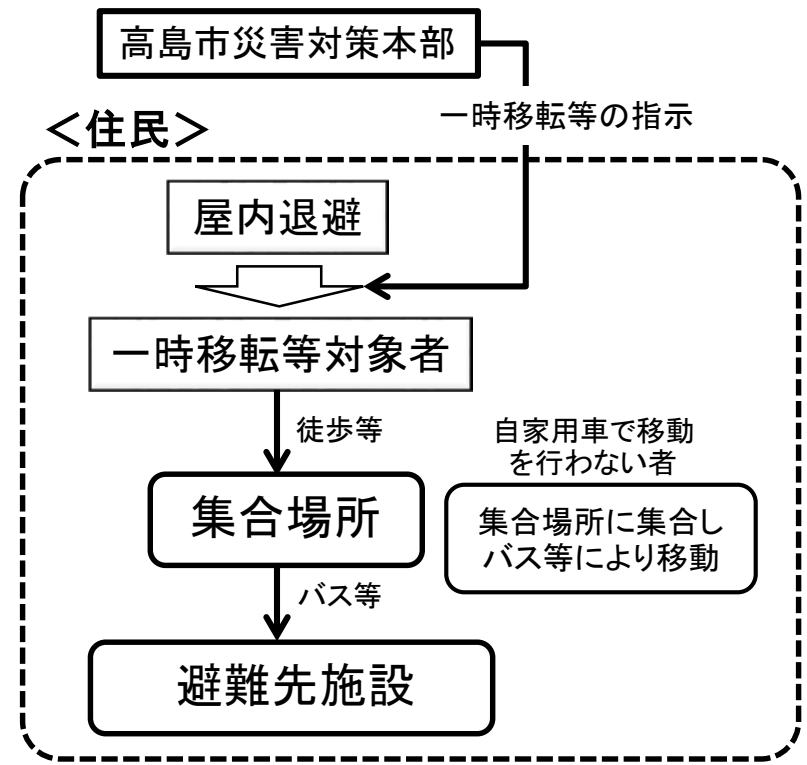 高島市災害対策本部
一時移転等の指示
＜住民＞
屋内退避
一時移転等対象者
徒歩等
自家用車で移動
を行わない者
集合場所
集合場所に集合し
バス等により移動
バス等
避難先施設